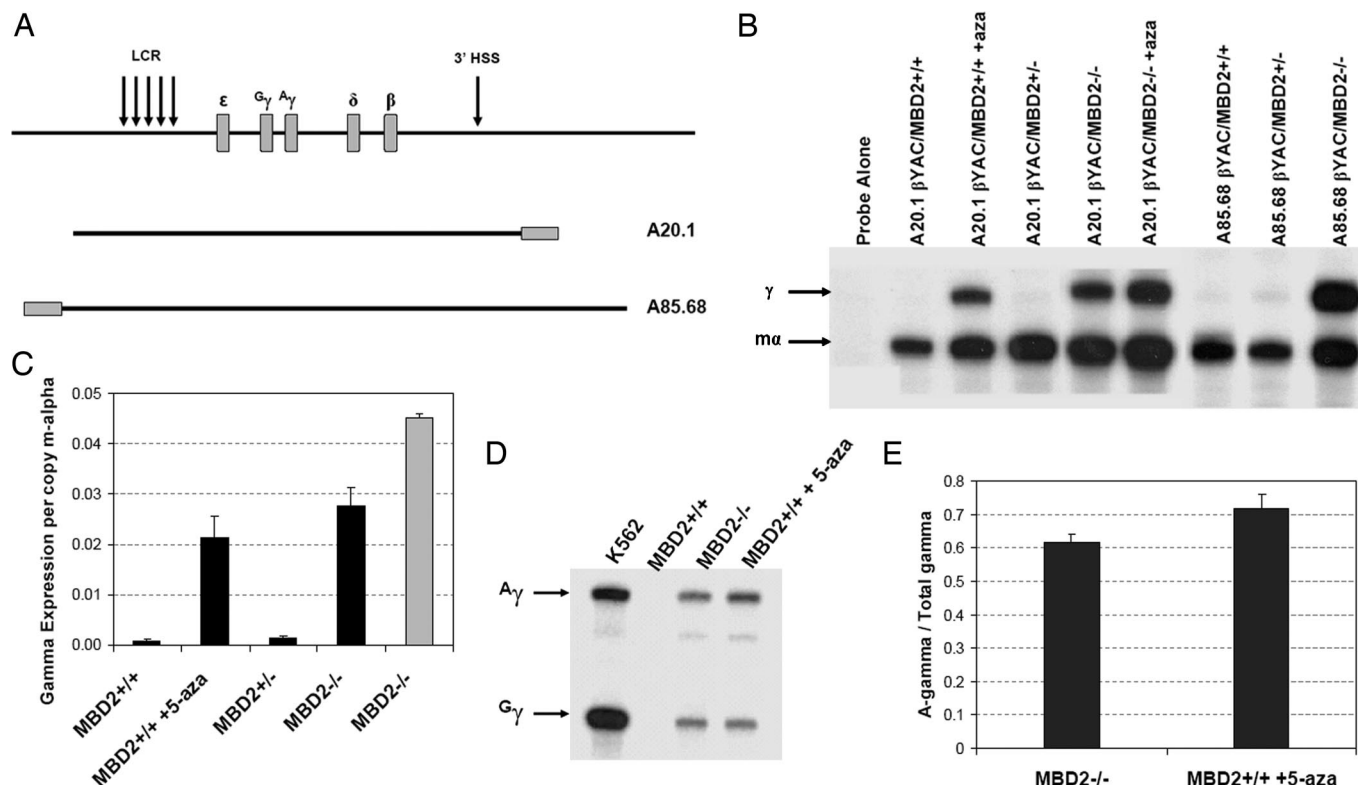 A
LCR
3' HSS
ε
Gγ
Aγ
δ
β
A20.1
A85.68
B
Probe Alone
A20.1 βYAC/MBD2+/+
A20.1 βYAC/MBD2+/+ +aza
A20.1 βYAC/MBD2+/-
A20.1 βYAC/MBD2-/-
A20.1 βYAC/MBD2-/- +aza
A85.68 βYAC/MBD2+/+
A85.68 βYAC/MBD2+/-
A85.68 βYAC/MBD2-/-
γ
mα
C
Gamma Expression per copy m-alpha
0.05
0.04
0.03
0.02
0.01
0.00
MBD2+/+
MBD2+/+ +5-aza
MBD2+/-
MBD2-/-
MBD2-/-
D
K562
MBD2+/+
MBD2-/-
MBD2+/+ + 5-aza
Aγ
Gγ
E
A-gamma / Total gamma
0.8
0.7
0.6
0.5
0.4
0.3
0.2
0.1
0
MBD2-/-
MBD2+/+ +5-aza